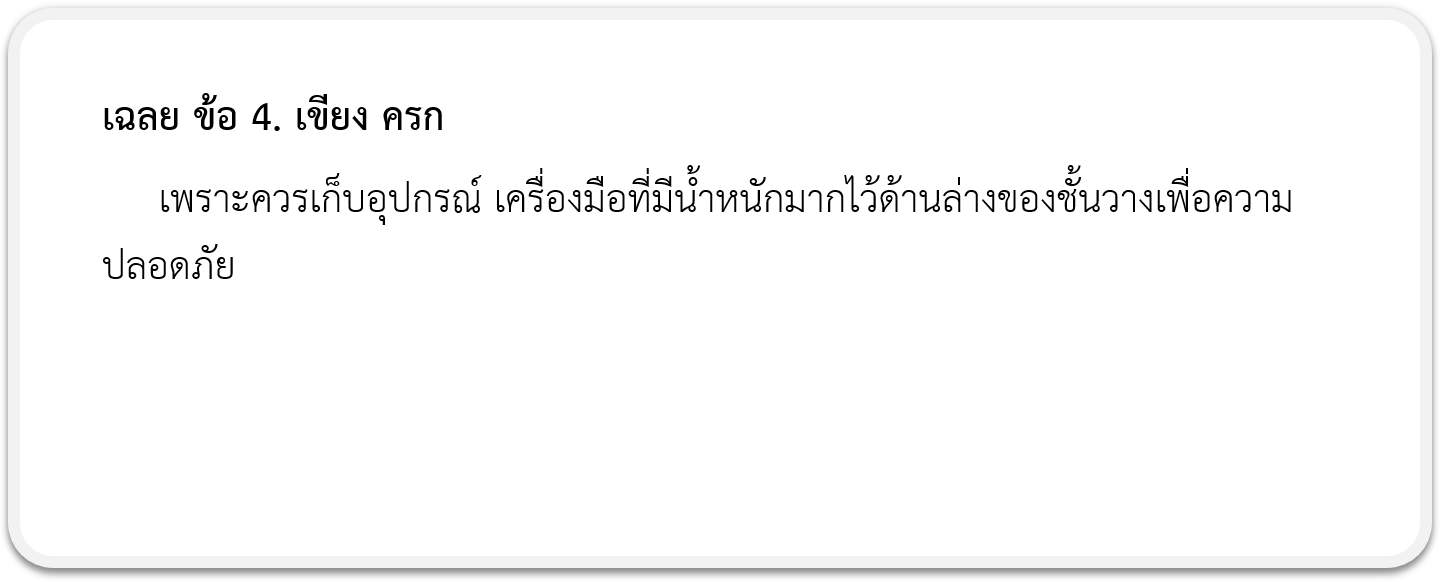 เฉลย ข้อ 4. เขียง ครก
เพราะควรเก็บอุปกรณ์ เครื่องมือที่มีน้ำหนักมากไว้ด้านล่างของชั้นวางเพื่อความ
ปลอดภัย